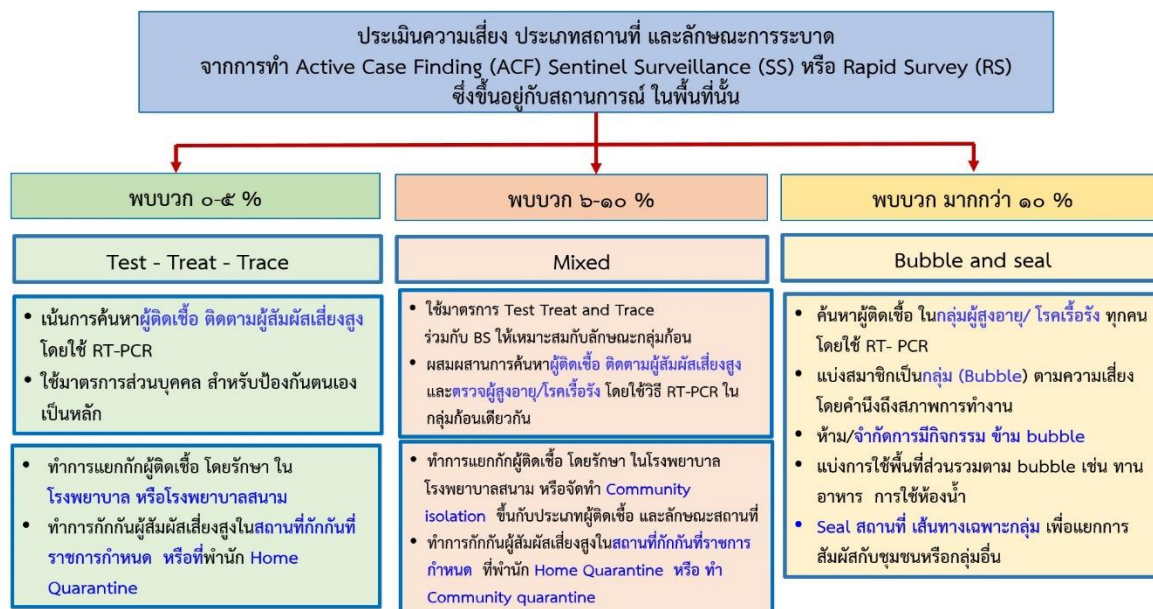 ประเมินความเสี่ยง ประเภทสถานที่ และลักษณะการระบาด
จากการทำ Active Case Finding (ACF) Sentinel Surveillance (SS) หรือ Rapid Survey (RS)
ซึ่งขึ้นอยู่กับสถานการณ์ ในพื้นที่นั้น
พบบวก ๐-๕ %
Test - Treat - Trace
• เน้นการค้นหาผู้ติดเชื้อ ติดตามผู้สัมผัสเสี่ยงสูง
โดยใช้ RT-PCR
• ใช้มาตรการส่วนบุคคล สำหรับป้องกันตนเอง
เป็นหลัก
• ทำการแยกกักผู้ติดเชื้อ โดยรักษา ใน
โรงพยาบาล หรือโรงพยาบาลสนาม
• ทำการกักกันผู้สัมผัสเสี่ยงสูงในสถานที่กักกันที่
ราชการกำหนด หรือที่พำนัก Home
Quarantine
พบบวก ๖-๑๐ %
Mixed
• ใช้มาตรการ Test Treat and Trace
ร่วมกับ BS ให้เหมาะสมกับลักษณะกลุ่มก้อน
• ผสมผสานการค้นหาผู้ติดเชื้อ ติดตามผู้สัมผัสเสี่ยงสูง
และตรวจผู้สูงอายุ/โรคเรื้อรัง โดยใช้วิธี RT-PCR ใน
กลุ่มก้อนเดียวกัน
• ทำการแยกกักผู้ติดเชื้อ โดยรักษา ในโรงพยาบาล
โรงพยาบาลสนาม หรือจัดทำ Community
isolation ขึ้นกับประเภทผู้ติดเชื้อ และลักษณะสถานที่
• ทำการกักกันผู้สัมผัสเสี่ยงสูงในสถานที่กักกันที่ราชการ
กำหนด ที่พำนัก Home Quarantine หรือ ทำ
Community quarantine
พบบวก มากกว่า ๑๐ %
Bubble and seal
• ค้นหาผู้ติดเชื้อ ในกลุ่มผู้สูงอายุ/ โรคเรื้อรัง ทุกคน
โดยใช้ RT- PCR
• แบ่งสมาชิกเป็นกลุ่ม (Bubble) ตามความเสี่ยง
โดยคำนึงถึงสภาพการทำงาน
• ห้าม/จำกัดการมีกิจกรรม ข้าม bubble
• แบ่งการใช้พื้นที่ส่วนรวมตาม bubble เช่น ทาน
อาหาร การใช้ห้องน้ำ
• Seal สถานที่ เส้นทางเฉพาะกลุ่ม เพื่อแยกการ
สัมผัสกับชุมชนหรือกลุ่มอื่น